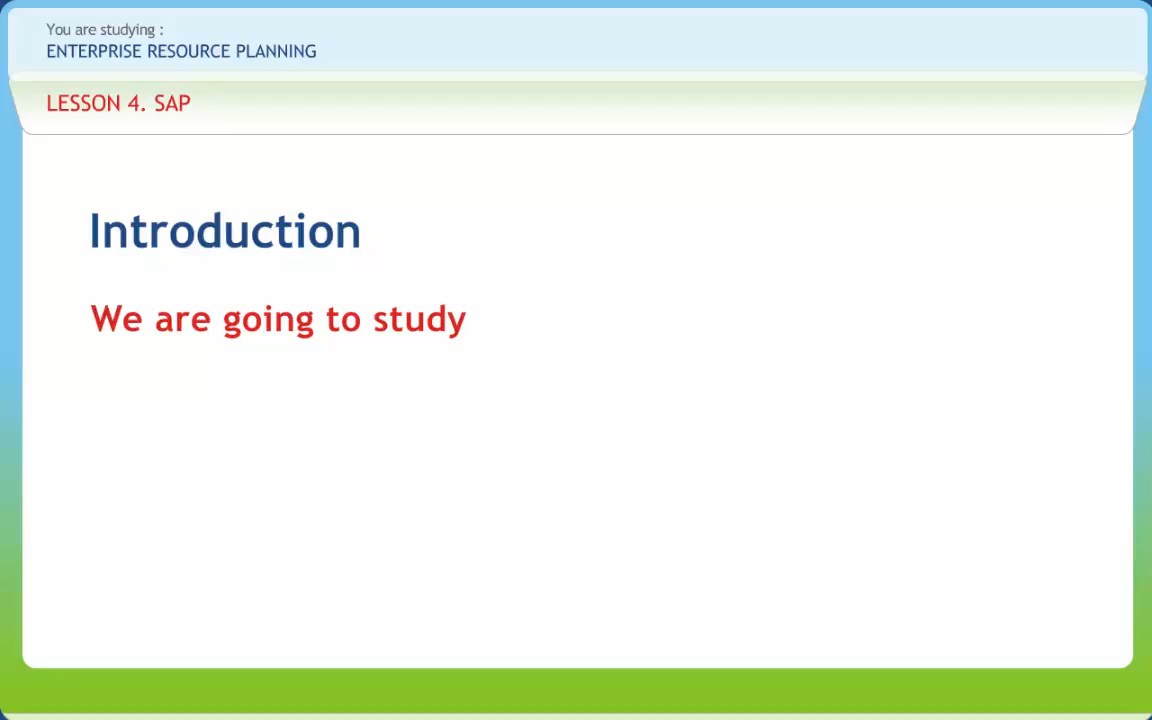 You are studying :
ENTERPRISE RESOURCE PLANNING
LESSON 4. SAP
Introduction
We are going to study